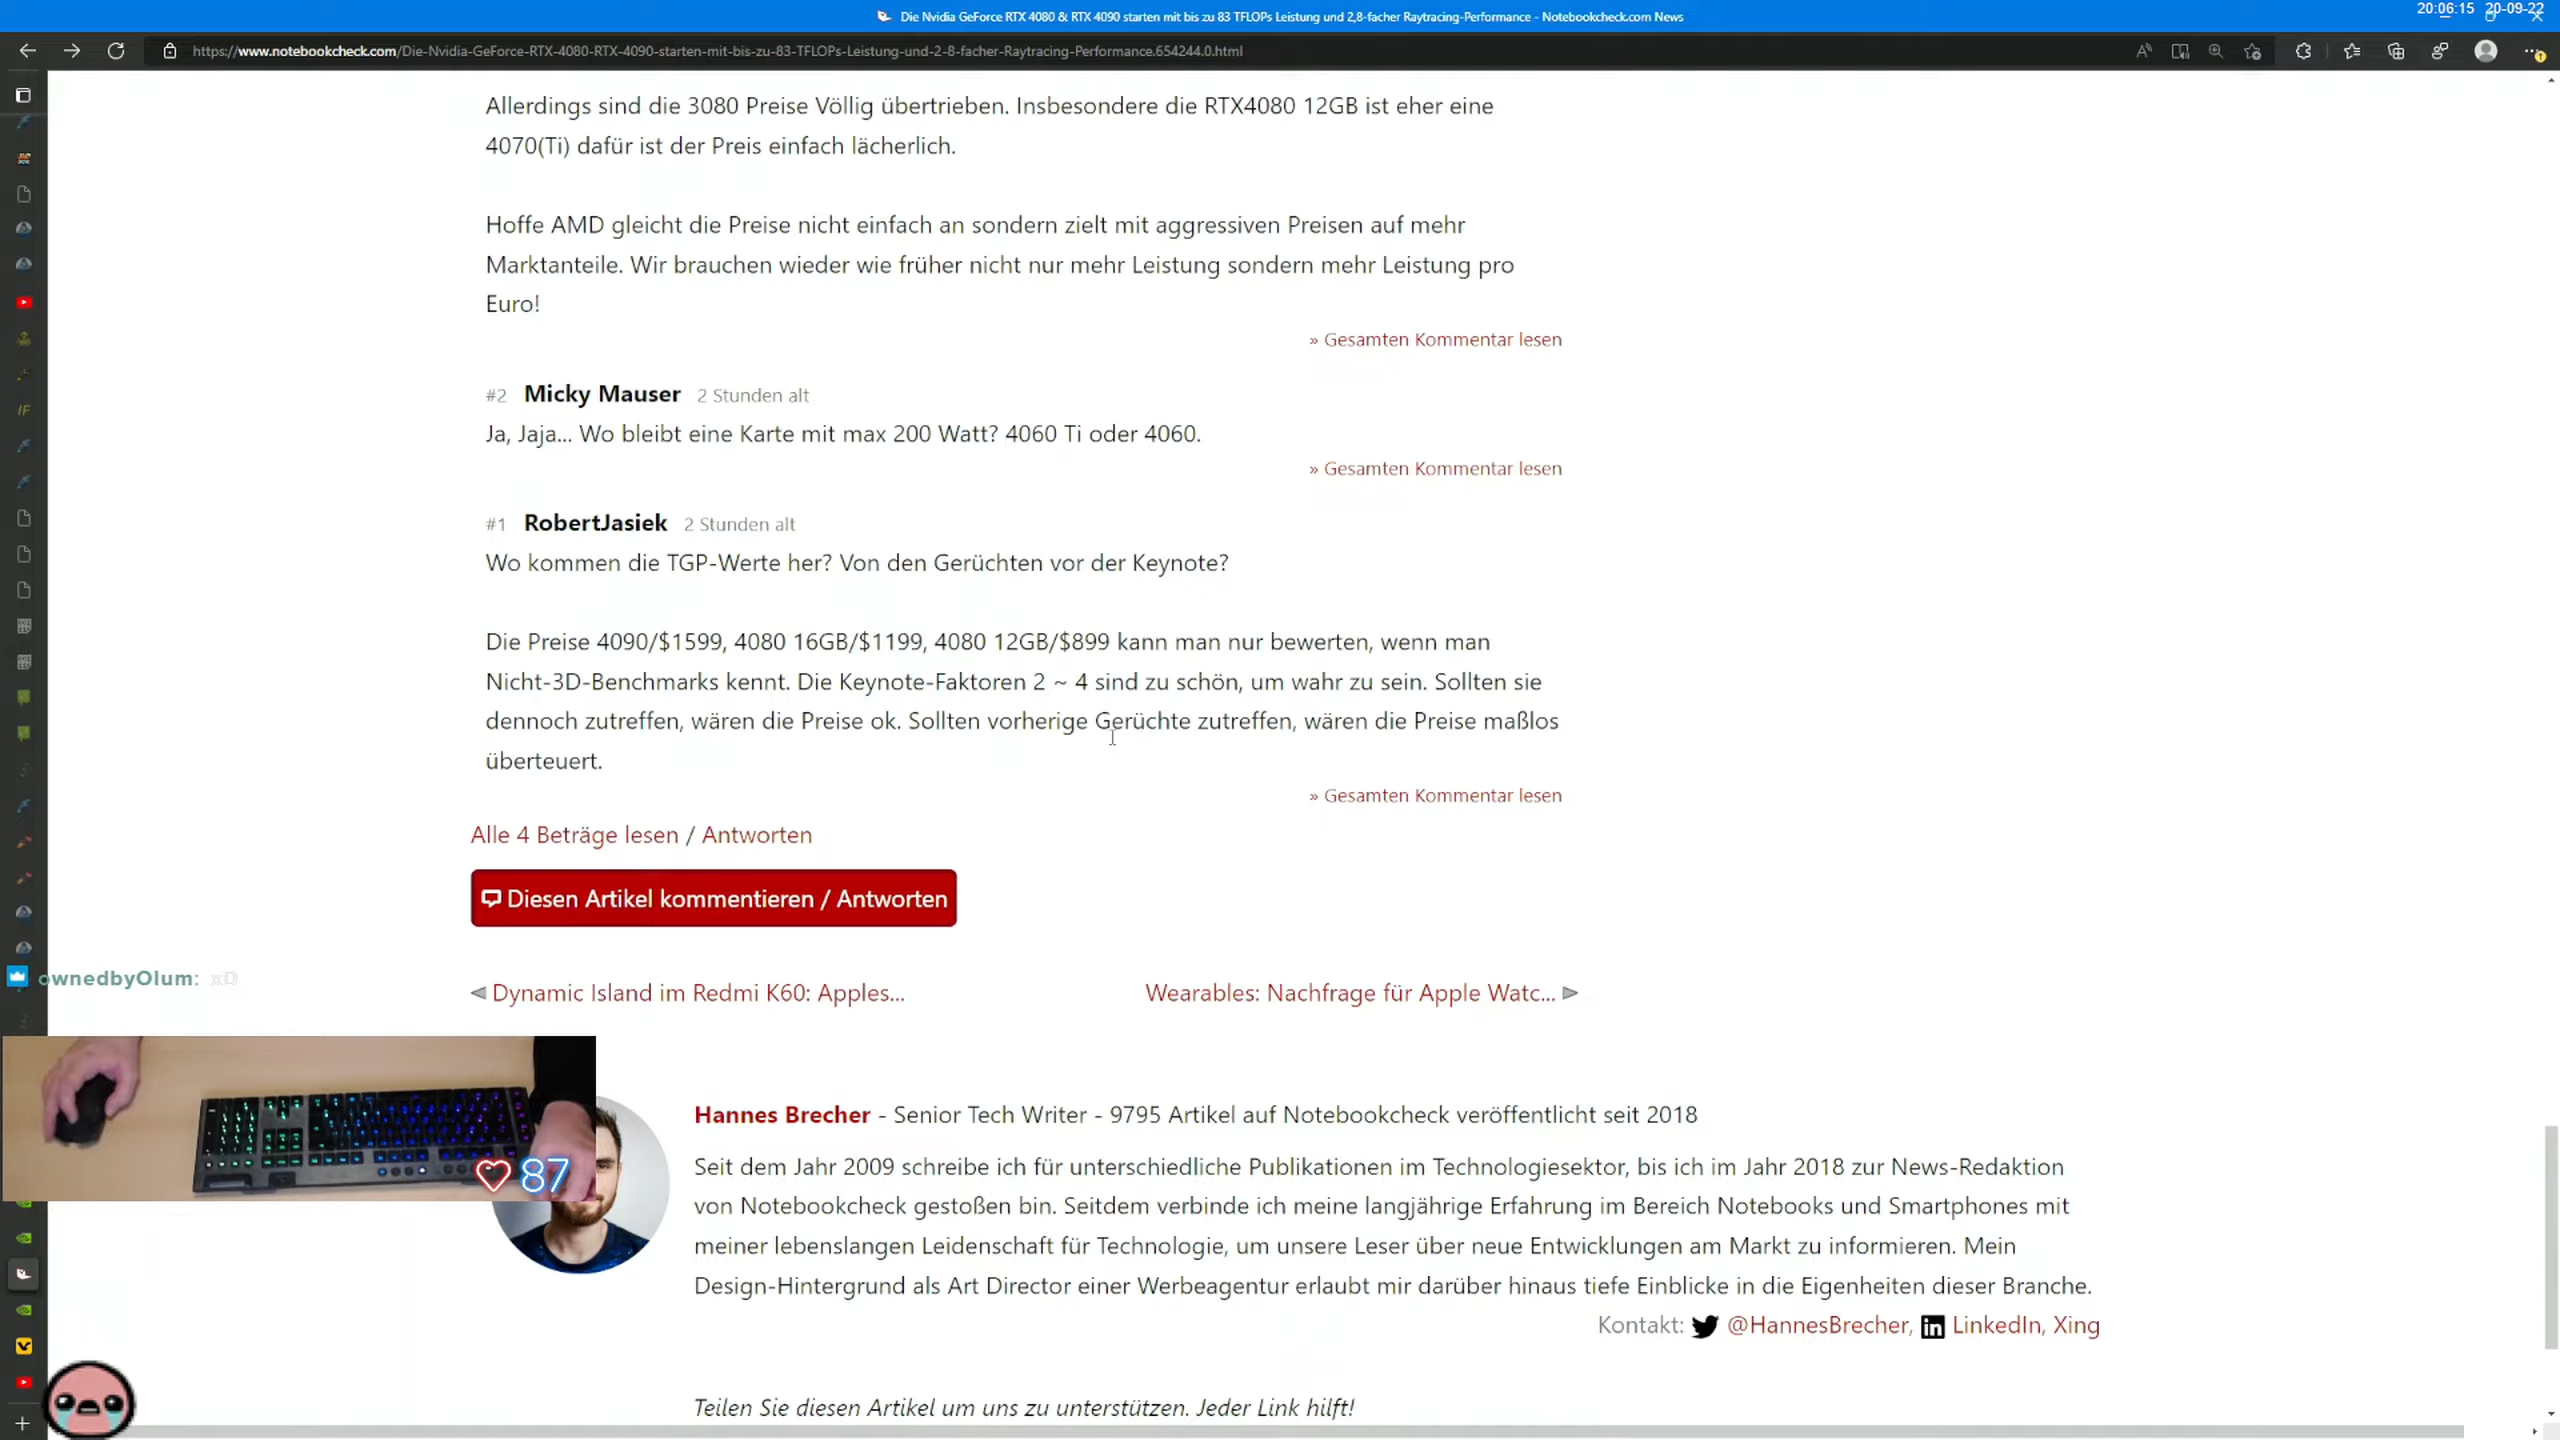 20:06:15 20-09-22
Die Nvidia GeForce RTX 4080 & RTX 4090 starten mit bis zu 83 TFLOPs Leistung und 2,8-facher Raytracing-Performance - Notebookcheck.com News
https://www.notebookcheck.com/Die-Nvidia-GeForce-RTX-4080-RTX-4090-starten-mit-bis-zu-83-TFLOPs-Leistung-und-2-8-facher-Raytracing-Performance.654244.0.html
Allerdings sind die 3080 Preise Völlig übertrieben. Insbesondere die RTX4080 12GB ist eher eine
4070(Ti) dafür ist der Preis einfach lächerlich.
Hoffe AMD gleicht die Preise nicht einfach an sondern zielt mit aggressiven Preisen auf mehr
Marktanteile. Wir brauchen wieder wie früher nicht nur mehr Leistung sondern mehr Leistung pro
Euro!
» Gesamten Kommentar lesen
#2 Micky Mauser 2 Stunden alt
Ja, Jaja... Wo bleibt eine Karte mit max 200 Watt? 4060 Ti oder 4060.
» Gesamten Kommentar lesen
#1 RobertJasiek 2 Stunden alt
Wo kommen die TGP-Werte her? Von den Gerüchten vor der Keynote?
Die Preise 4090/$1599, 4080 16GB/$1199, 4080 12GB/$899 kann man nur bewerten, wenn man
Nicht-3D-Benchmarks kennt. Die Keynote-Faktoren 2 ~ 4 sind zu schön, um wahr zu sein. Sollten sie
dennoch zutreffen, wären die Preise ok. Sollten vorherige Gerüchte zutreffen, wären die Preise maßlos
überteuert.
» Gesamten Kommentar lesen
Alle 4 Beträge lesen / Antworten
Diesen Artikel kommentieren / Antworten
ownedbyOlum: xD
Dynamic Island im Redmi K60: Apples...
Wearables: Nachfrage für Apple Watc...
87
Hannes Brecher - Senior Tech Writer - 9795 Artikel auf Notebookcheck veröffentlicht seit 2018
Seit dem Jahr 2009 schreibe ich für unterschiedliche Publikationen im Technologiesektor, bis ich im Jahr 2018 zur News-Redaktion
von Notebookcheck gestoßen bin. Seitdem verbinde ich meine langjährige Erfahrung im Bereich Notebooks und Smartphones mit
meiner lebenslangen Leidenschaft für Technologie, um unsere Leser über neue Entwicklungen am Markt zu informieren. Mein
Design-Hintergrund als Art Director einer Werbeagentur erlaubt mir darüber hinaus tiefe Einblicke in die Eigenheiten dieser Branche.
Kontakt: @HannesBrecher, LinkedIn, Xing
Teilen Sie diesen Artikel um uns zu unterstützen. Jeder Link hilft!